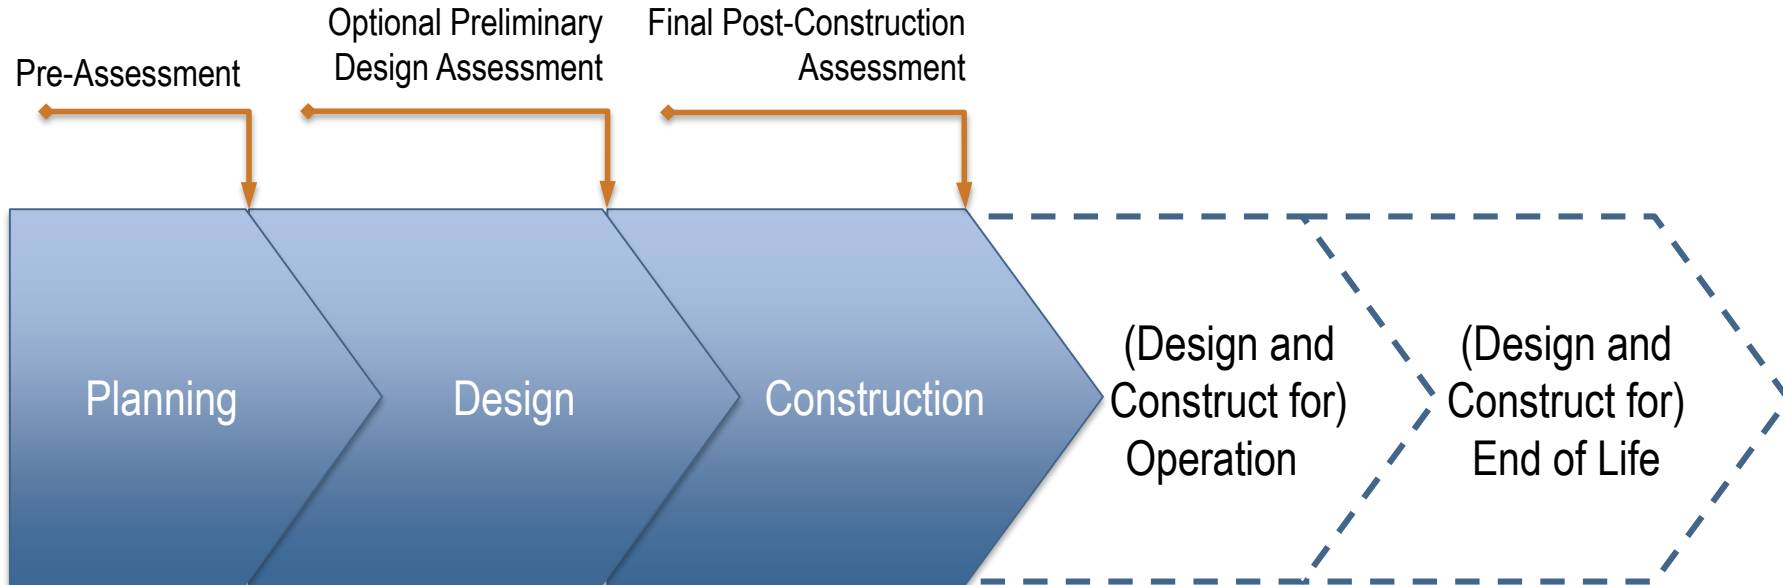 Pre-Assessment
Optional Preliminary
Design Assessment
Final Post-Construction
Assessment
Planning
Design
Construction
(Design and
Construct for)
Operation
(Design and
Construct for)
End of Life